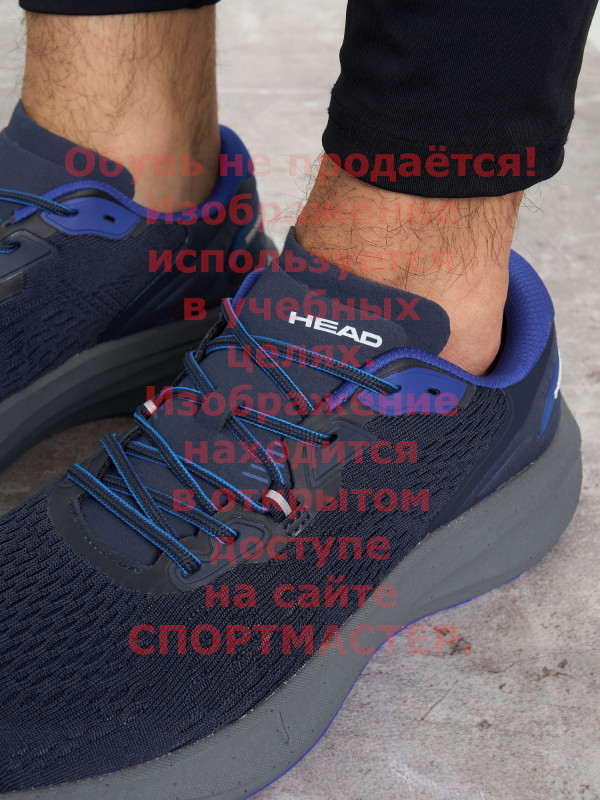 Обувь не продаётся!
Изображение
используется
в учебных
HEAD
целях.
Изображение
находится
в открытом
доступе
на сайте
СПОРТМАСТЕР.